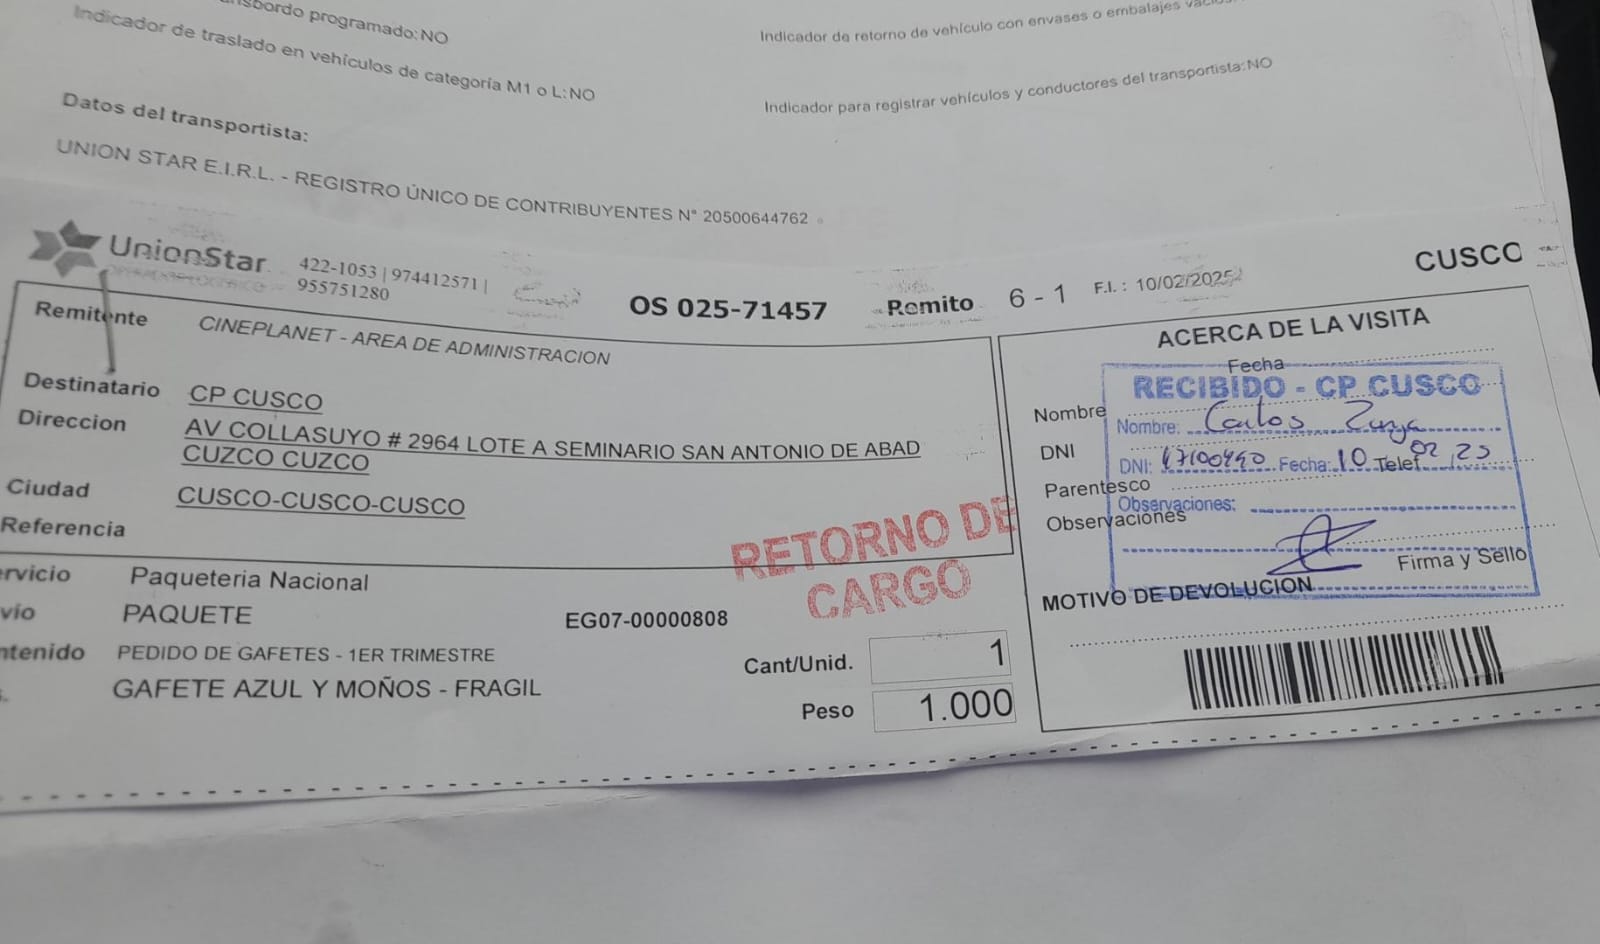 programado: NO
Indicador de traslado en vehículos de categoría M1 o L: NO
Indicador de retorno de vehículo con envases o embalajes
Indicador para registrar vehículos y conductores del transportista: NO
Datos del transportista:
UNION STAR E.I.R.L. - REGISTRO ÚNICO DE CONTRIBUYENTES N° 20500644762
UnionStar
422-1053 | 974412571 |
955751280
OS 025-71457
Remito 6 - 1
F.I. : 10/02/2025
CUSCO
Remitente CINEPLANET - AREA DE ADMINISTRACION
Destinatario CP CUSCO
Direccion AV COLLASUYO # 2964 LOTE A SEMINARIO SAN ANTONIO DE ABAD
CUZCO CUZCO
Ciudad CUSCO-CUSCO-CUSCO
Referencia
Paqueteria Nacional
PAQUETE
EG07-00000808
PEDIDO DE GAFETES - 1ER TRIMESTRE
GAFETE AZUL Y MOÑOS - FRAGIL
RETORNO DE
CARGO
Cant/Unid. 1
Peso 1.000
ACERCA DE LA VISITA
Fecha
RECIBIDO - CP CUSCO
Nombre
Nombre: Carlos
DNI
DNI: Fecha: 10 02 25
Telef
Parentesco
Observaciones:
Observaciones
Firma y Sello
MOTIVO DE DEVOLUCION